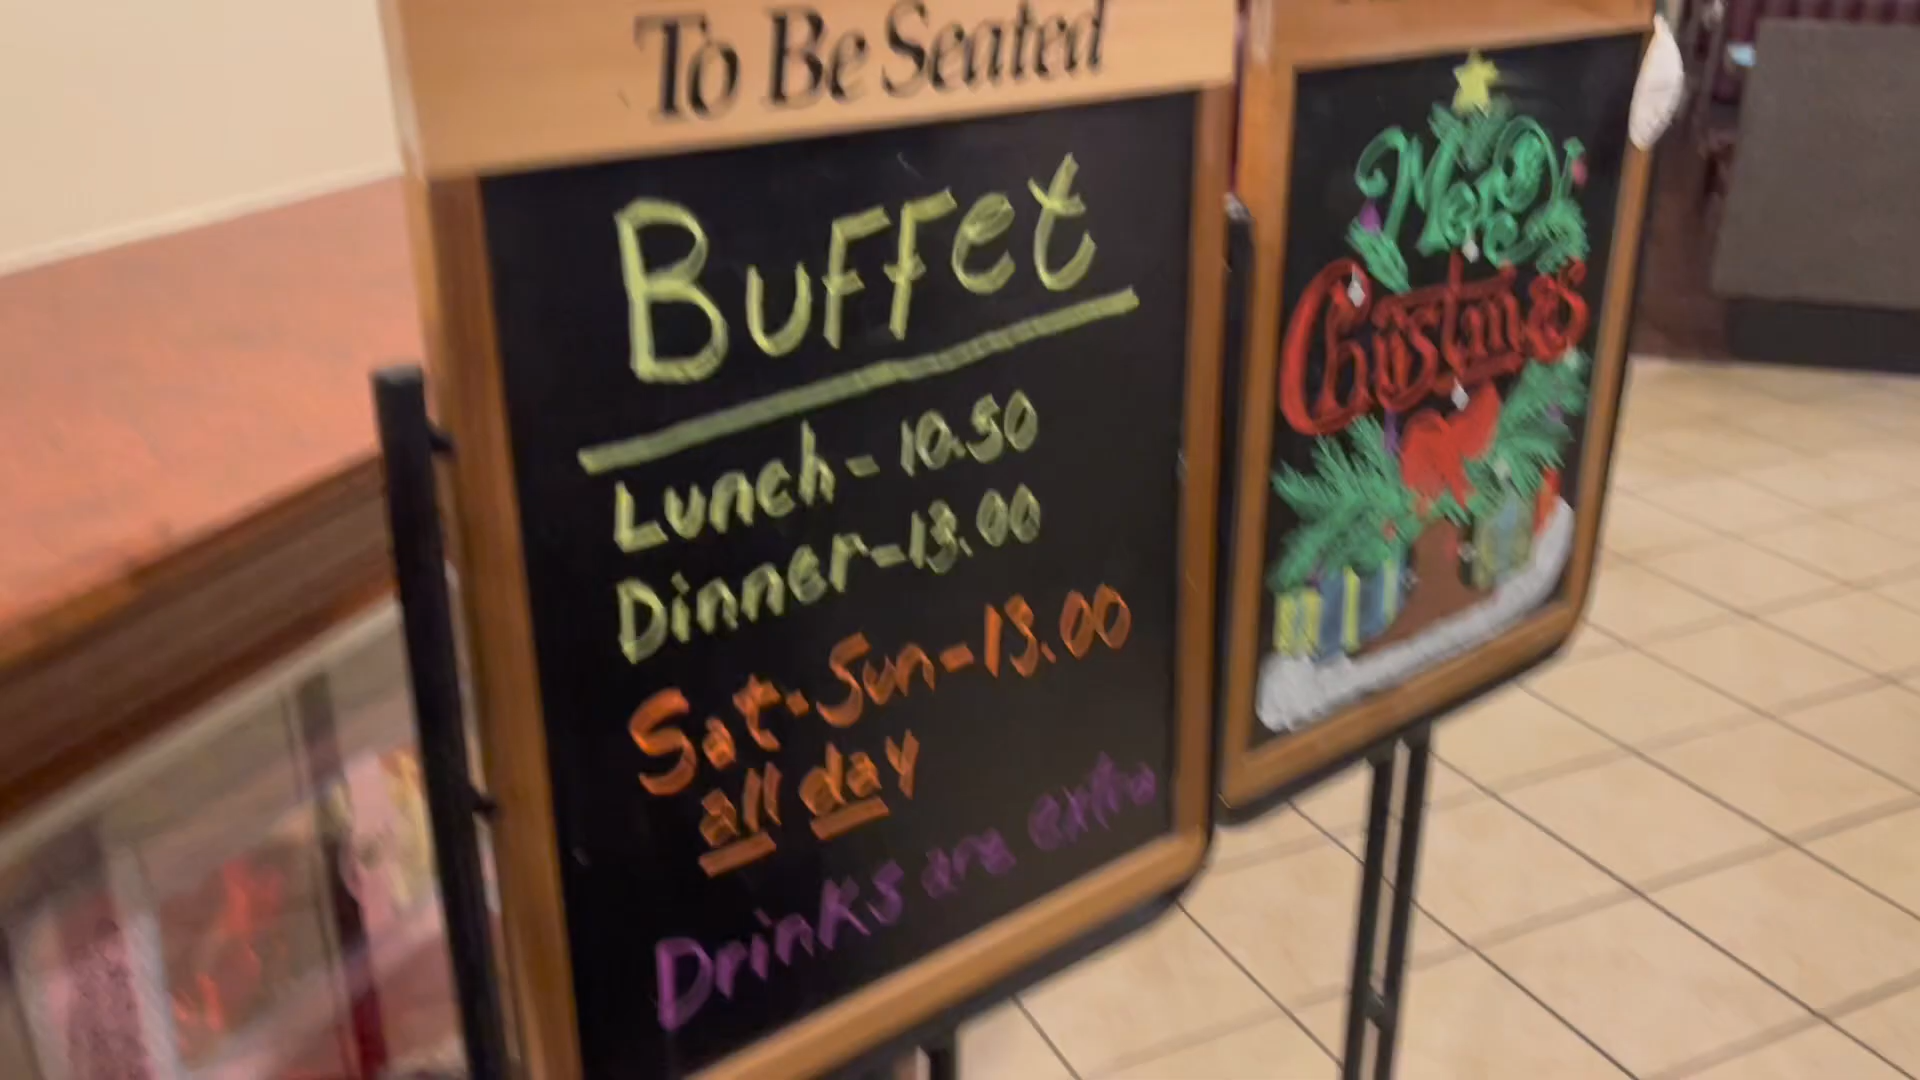 To Be Seated
Buffet
Lunch - 10.50
Dinner - 13.00
Sat - Sun - 13.00
all day
Drinks are extra
Merry
Christmas